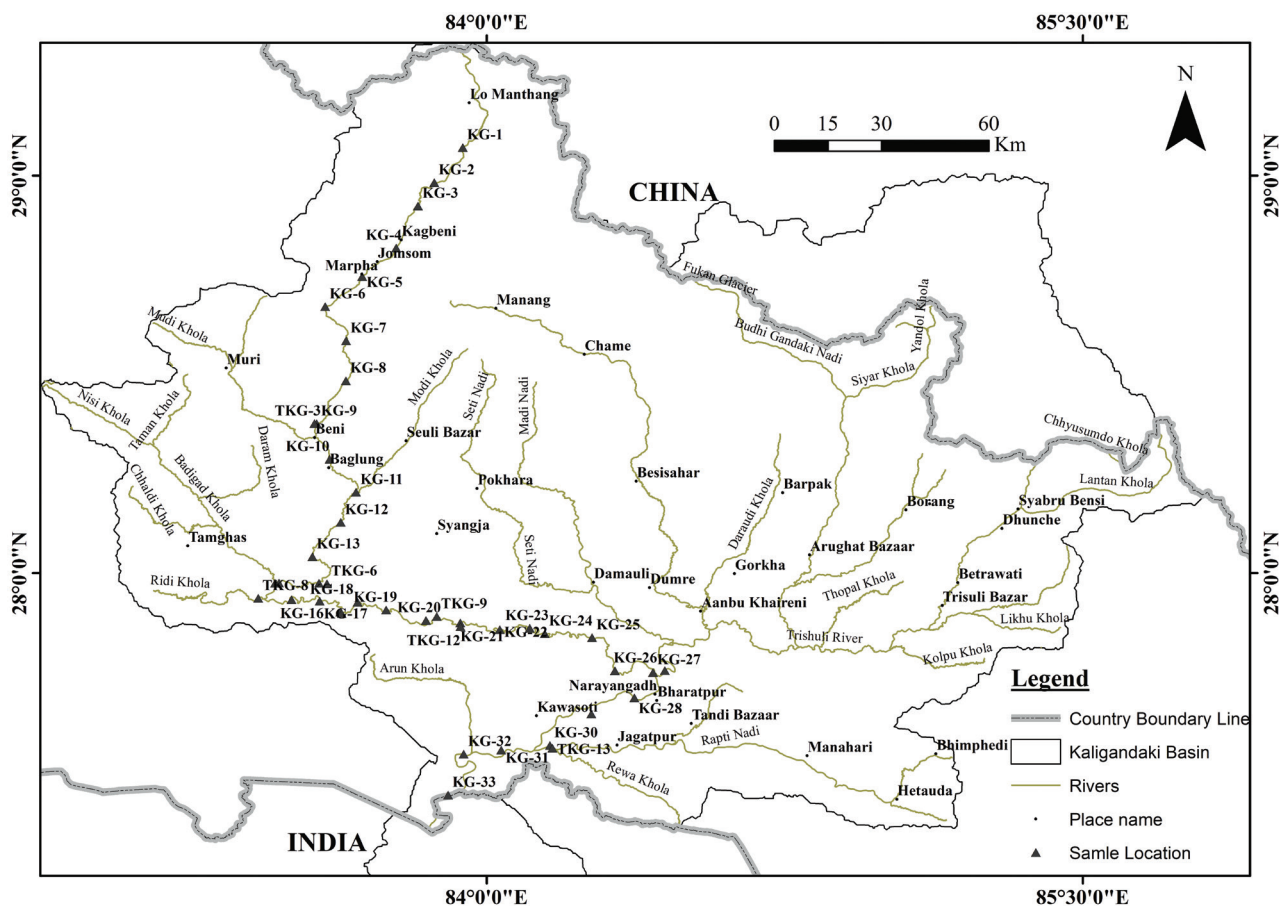 84°0'0"E
85°30'0"E
29°0'0"N
29°0'0"N
28°0'0"N
28°0'0"N
84°0'0"E
85°30'0"E
N
0 15 30 60
Km
CHINA
INDIA
Lo Manthang
KG-1
KG-2
KG-3
Kagbeni
KG-4
Jomsom
Marpha
KG-5
KG-6
KG-7
KG-8
Mudi Khola
Muri
Manang
Chame
Fukan Glacier
Budhi Gandaki Nadi
Yandol Khola
Siyar Khola
Nisi Khola
Taman Khola
TKG-3
KG-9
Beni
KG-10
Modi Khola
Seti Nadi
Madi Nadi
Seuli Bazar
Daram Khola
Baglung
Badigad Khola
Chhaldi Khola
KG-11
Pokhara
Besisahar
Daraudi Khola
Barpak
Borang
Chhyusumdo Khola
Lantan Khola
Syabru Bensi
Dhunche
KG-12
Syangja
Tamghas
KG-13
Seti Nadi
Gorkha
Arughat Bazaar
TKG-6
Ridi Khola
TKG-8
KG-18
Damauli
Dumre
Thopal Khola
Betrawati
Trisuli Bazar
KG-19
KG-16
KG-17
KG-20
TKG-9
KG-23
KG-24
KG-25
Aanbu Khaireni
Likhu Khola
TKG-12
KG-21
KG-22
Trishuli River
Kolpu Khola
Arun Khola
KG-26
KG-27
Narayangadh
Bharatpur
KG-28
Kawasoti
Tandi Bazaar
KG-32
KG-30
KG-31
TKG-13
Jagatpur
Rapti Nadi
Manahari
Bhimphedi
KG-33
Rewa Khola
Hetauda
Legend
Country Boundary Line
Kaligandaki Basin
Rivers
Place name
Samle Location